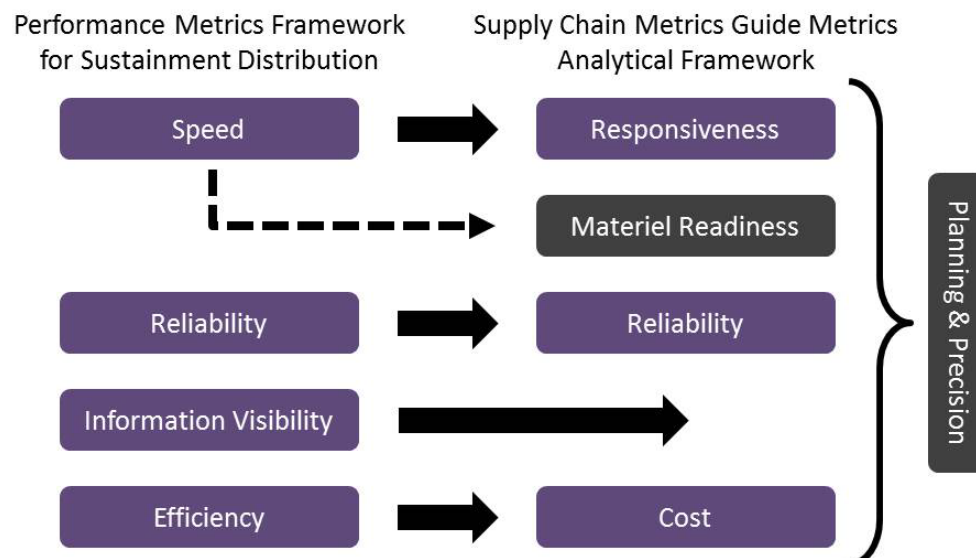 Performance Metrics Framework
for Sustainment Distribution
Supply Chain Metrics Guide Metrics
Analytical Framework
Speed
Responsiveness
Materiel Readiness
Reliability
Reliability
Information Visibility
Efficiency
Cost
Planning & Precision